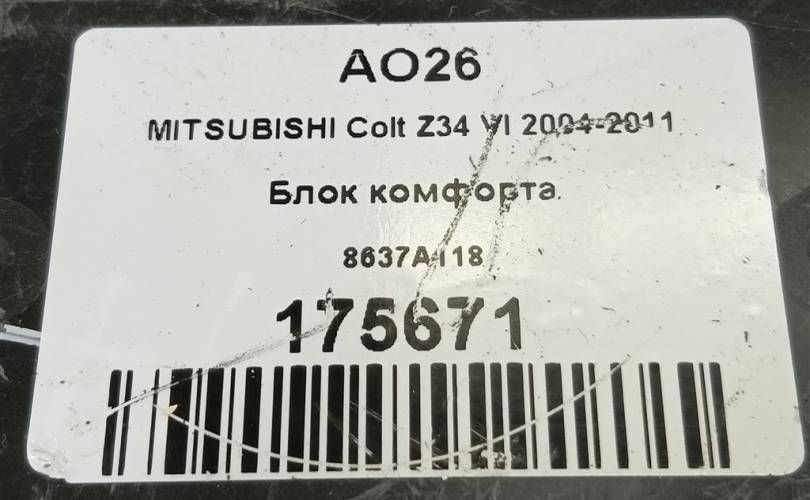 AO26
MITSUBISHI Colt Z34 VI 2004-2011
Блок комфорта
8637A118
175671